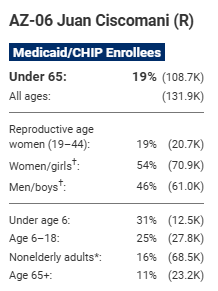 AZ-06 Juan Ciscomani (R)
Medicaid/CHIP Enrollees
Under 65: 19% (108.7K)
All ages: (131.9K)
Reproductive age
women (19–44): 19% (20.7K)
Women/girls†: 54% (70.9K)
Men/boys†: 46% (61.0K)
Under age 6: 31% (12.5K)
Age 6–18: 25% (27.8K)
Nonelderly adults*: 16% (68.5K)
Age 65+: 11% (23.2K)